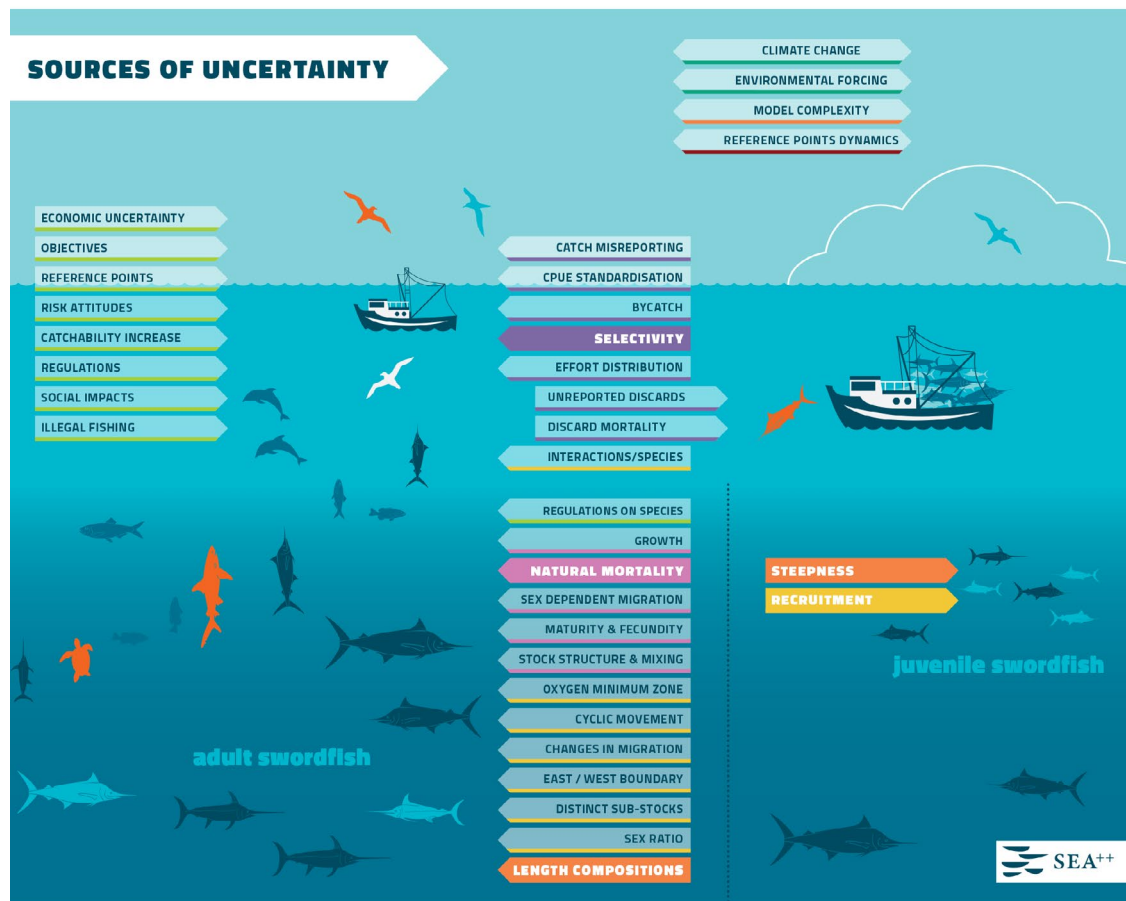 SOURCES OF UNCERTAINTY
CLIMATE CHANGE
ENVIRONMENTAL FORCING
MODEL COMPLEXITY
REFERENCE POINTS DYNAMICS
ECONOMIC UNCERTAINTY
OBJECTIVES
REFERENCE POINTS
RISK ATTITUDES
CATCHABILITY INCREASE
REGULATIONS
SOCIAL IMPACTS
ILLEGAL FISHING
CATCH MISREPORTING
CPUE STANDARDISATION
BYCATCH
SELECTIVITY
EFFORT DISTRIBUTION
UNREPORTED DISCARDS
DISCARD MORTALITY
INTERACTIONS/SPECIES
REGULATIONS ON SPECIES
GROWTH
NATURAL MORTALITY
SEX DEPENDENT MIGRATION
MATURITY & FECUNDITY
STOCK STRUCTURE & MIXING
OXYGEN MINIMUM ZONE
CYCLIC MOVEMENT
CHANGES IN MIGRATION
EAST / WEST BOUNDARY
DISTINCT SUB-STOCKS
SEX RATIO
LENGTH COMPOSITIONS
STEEPNESS
RECRUITMENT
juvenile swordfish
adult swordfish
SEA++